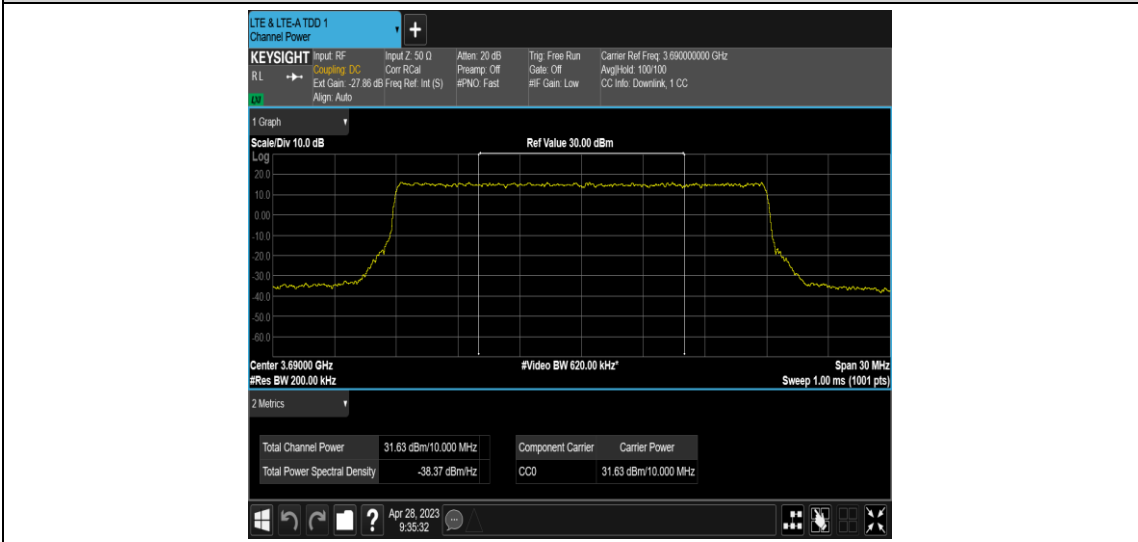 LTE & LTE-A TDD 1
Channel Power
KEYSIGHT
RL
LXI
Input: RF
Coupling: DC
Ext Gain: -27.86 dB
Align: Auto
Input Z: 50 Ω
Corr RCal
Freq Ref: Int (S)
Atten: 20 dB
Preamp: Off
#PNO: Fast
Trig: Free Run
Gate: Off
#IF Gain: Low
Carrier Ref Freq: 3.690000000 GHz
Avg|Hold: 100/100
CC Info: Downlink, 1 CC
1 Graph
Scale/Div 10.0 dB
Ref Value 30.00 dBm
Log
20.0
10.0
0.00
-10.0
-20.0
-30.0
-40.0
-50.0
-60.0
Center 3.69000 GHz
#Video BW 620.00 kHz*
Span 30 MHz
#Res BW 200.00 kHz
Sweep 1.00 ms (1001 pts)
2 Metrics
Total Channel Power 31.63 dBm/10.000 MHz
Total Power Spectral Density -38.37 dBm/Hz
Component Carrier Carrier Power
CC0 31.63 dBm/10.000 MHz
?
Apr 28, 2023
9:35:32